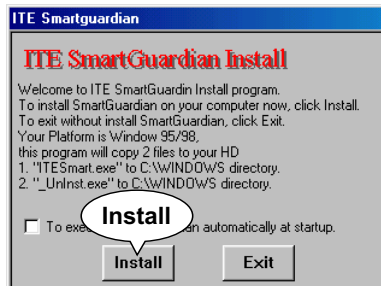 ITE Smartguardian
ITE SmartGuardian Install
Welcome to ITE SmartGuardin Install program.
To install SmartGuardian on your computer now, click Install.
To exit without install SmartGuardian, click Exit.
Your Platform is Window 95/98,
this program will copy 2 files to your HD
1. "ITESmart.exe" to C:\WINDOWS directory.
2. "_UnInst.exe" to C:\WINDOWS directory.
Install
To automatically at startup.
Install Exit